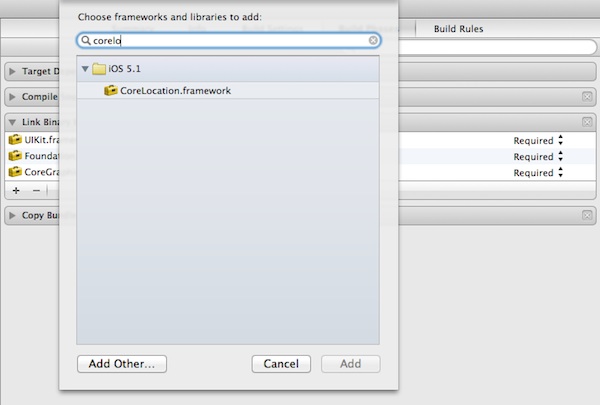 Choose frameworks and libraries to add:
Build Rules
corelo
Target D
iOS 5.1
Compile
CoreLocation.framework
Link Binar
UIKit.fra
Required
Foundat
Required
CoreGra
Required
+ −
Copy Bu
Add Other...
Cancel
Add